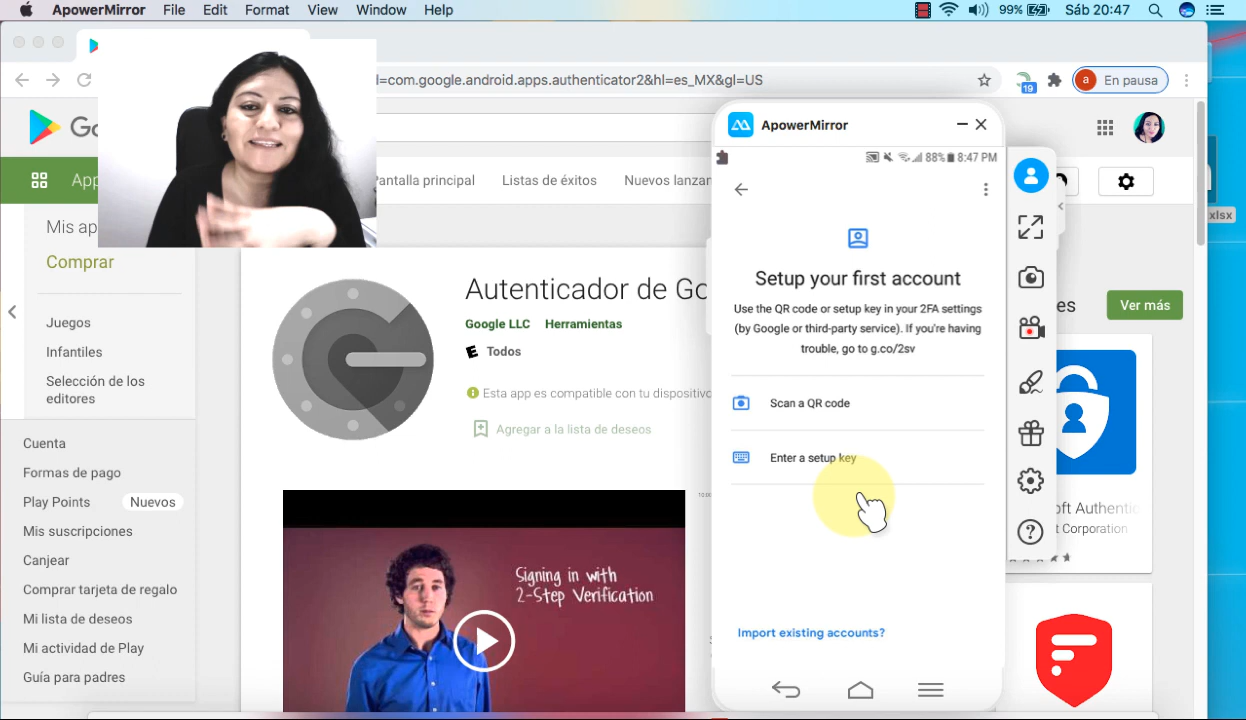 ApowerMirror File Edit Format View Window Help 99% Sáb 20:47
l=com.google.android.apps.authenticator2&hl=es_MX&gl=US
19
a En pausa
Go
App
Pantalla principal Listas de éxitos Nuevos lanzam
Mis ap
Comprar
Juegos
Infantiles
Selección de los
editores
Cuenta
Formas de pago
Play Points Nuevos
Mis suscripciones
Canjear
Comprar tarjeta de regalo
Mi lista de deseos
Mi actividad de Play
Guía para padres
Autenticador de Go
Google LLC Herramientas
E Todos
Esta app es compatible con tu dispositivo
Agregar a la lista de deseos
Signing in with
2-Step Verification
ApowerMirror
88% 8:47 PM
Setup your first account
Use the QR code or setup key in your 2FA settings
(by Google or third-party service). If you're having
trouble, go to g.co/2sv
Scan a QR code
Enter a setup key
Import existing accounts?
xlsx
es Ver más
oft Authentic
t Corporation